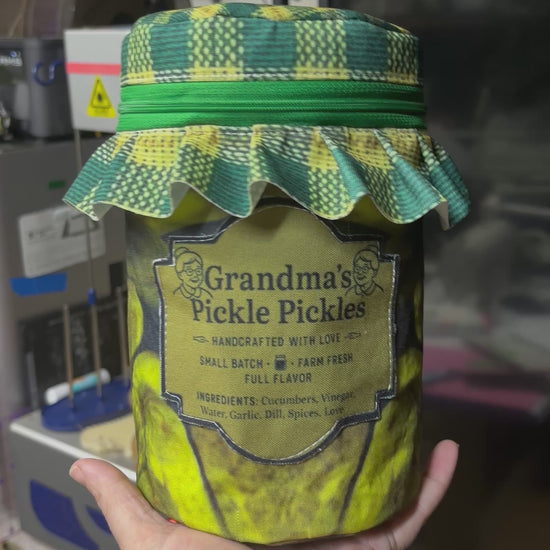 Grandma's
Pickle Pickles
HANDCRAFTED WITH LOVE
SMALL BATCH · FARM FRESH
FULL FLAVOR
INGREDIENTS: Cucumbers, Vinegar,
Water, Garlic, Dill, Spices, Love